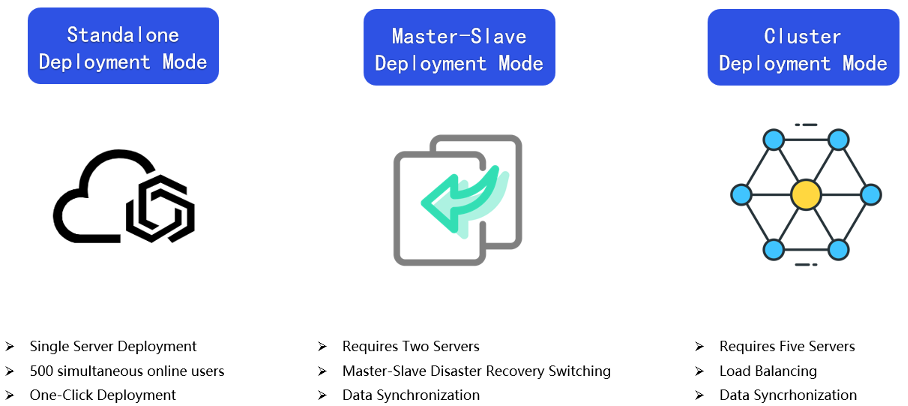 Standalone
Deployment Mode
Master-Slave
Deployment Mode
Cluster
Deployment Mode
Single Server Deployment
500 simultaneous online users
One-Click Deployment
Requires Two Servers
Master-Slave Disaster Recovery Switching
Data Synchronization
Requires Five Servers
Load Balancing
Data Syncrhonization